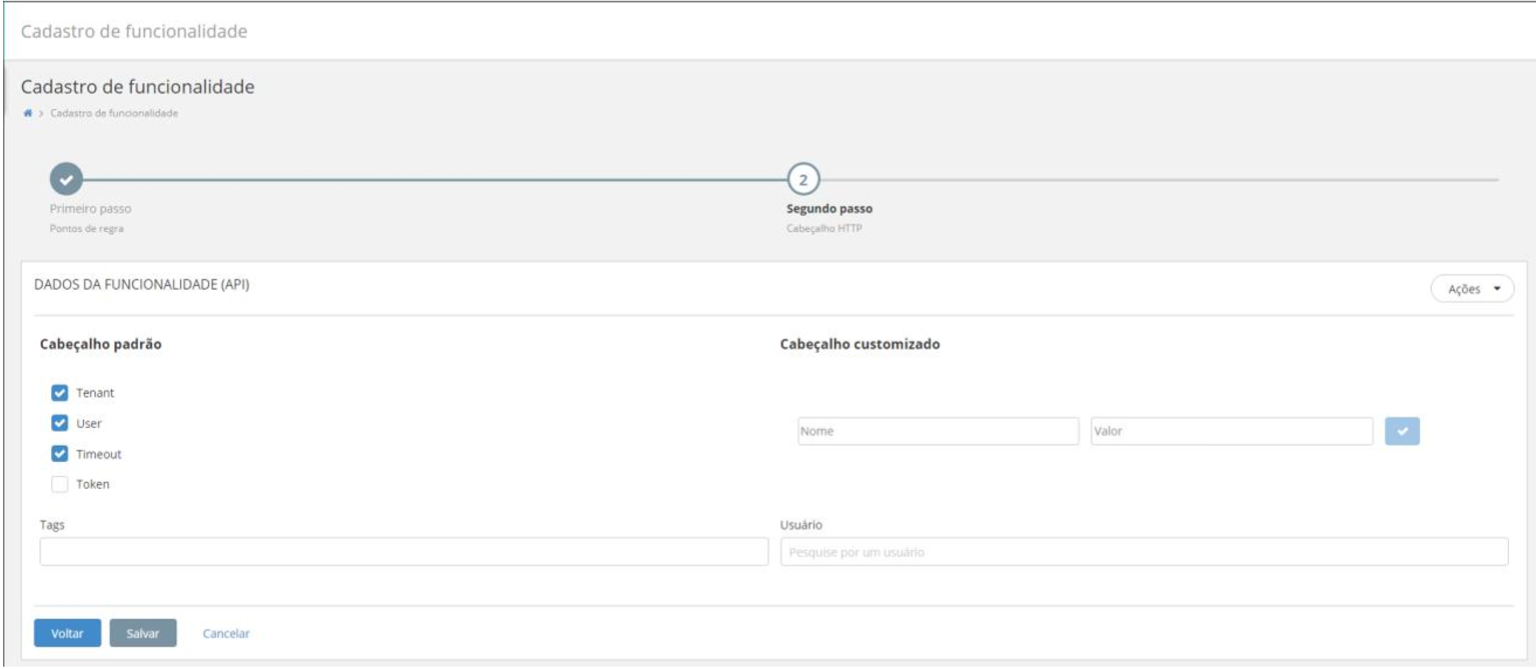 Cadastro de funcionalidade
Cadastro de funcionalidade
> Cadastro de funcionalidade
2
Primeiro passo
Segundo passo
Pontos de regra
Cabeçalho HTTP
DADOS DA FUNCIONALIDADE (API)
Ações
Cabeçalho padrão
Cabeçalho customizado
Tenant
User
Nome
Valor
Timeout
Token
Tags
Usuário
Pesquise por um usuário
Voltar
Salvar
Cancelar